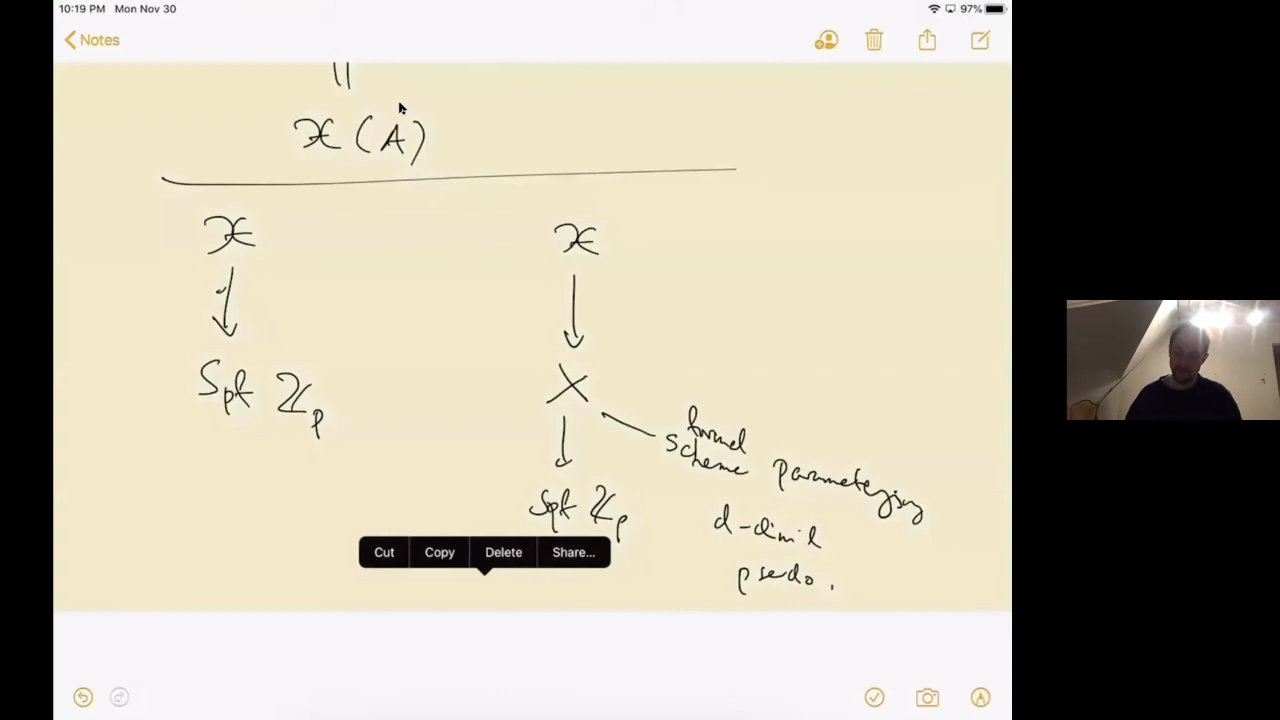 10:19 PM Mon Nov 30
97%
Notes
||
𝔛 (A)
𝔛
𝔛
↓
↓
Spf ℤp
X
↓
formal
scheme parameterizing
Spf ℤp
d-dim'l
pseudo.
Cut Copy Delete Share...